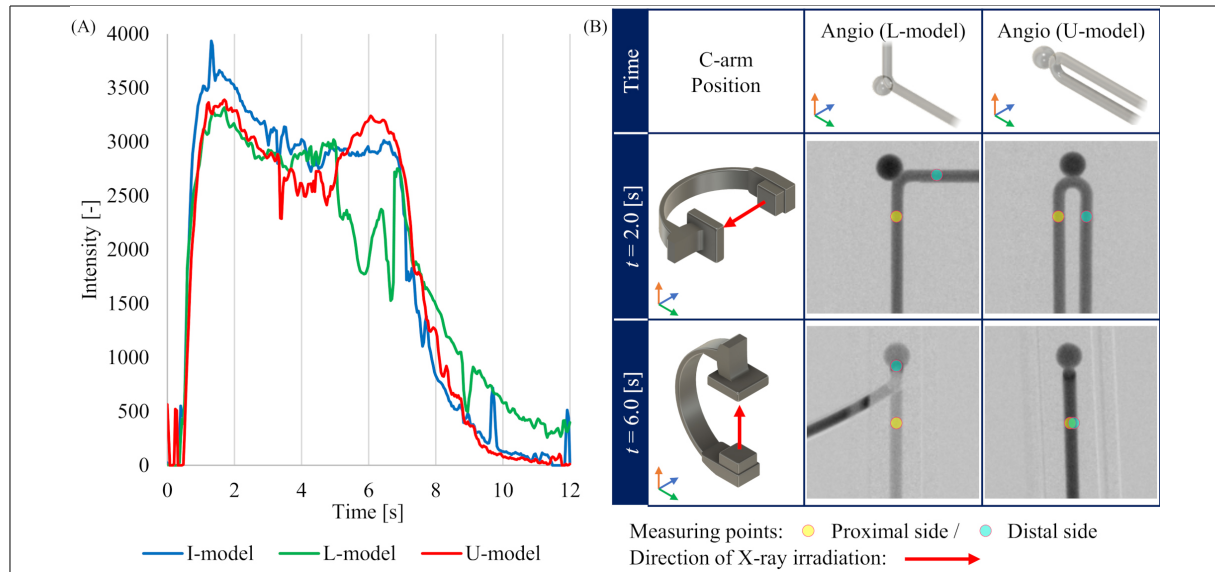 (A)
4000
3500
3000
2500
2000
1500
1000
500
0
Intensity [-]
0 2 4 6 8 10 12
Time [s]
I-model L-model U-model
(B)
Time
C-arm
Position
Angio (L-model)
Angio (U-model)
t = 2.0 [s]
t = 6.0 [s]
Measuring points: Proximal side / Distal side
Direction of X-ray irradiation: